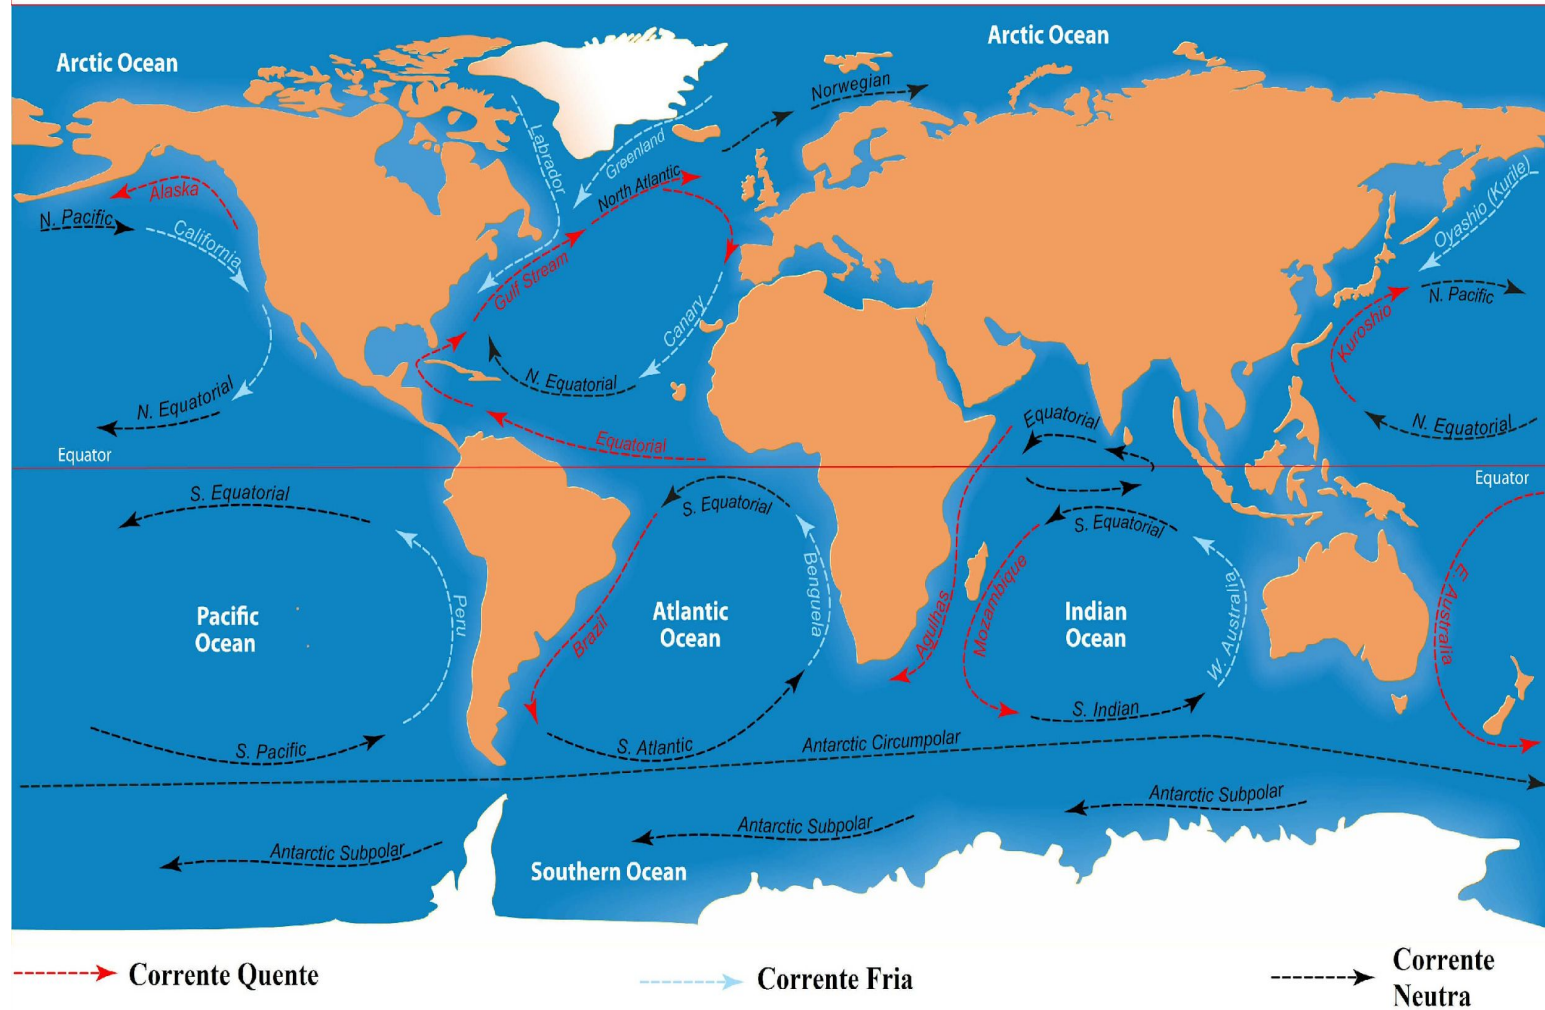 Arctic Ocean
Arctic Ocean
Norwegian
Labrador
Greenland
North Atlantic
Alaska
N. Pacific
California
Gulf Stream
Canary
Oyashio (Kurile)
N. Pacific
Kuroshio
N. Equatorial
N. Equatorial
Equatorial
Equatorial
N. Equatorial
Equator
Equator
S. Equatorial
S. Equatorial
S. Equatorial
Peru
Brazil
Benguela
Agulhas
Mozambique
W. Australia
E. Australia
Pacific
Ocean
Atlantic
Ocean
Indian
Ocean
S. Pacific
S. Atlantic
S. Indian
Antarctic Circumpolar
Antarctic Subpolar
Antarctic Subpolar
Antarctic Subpolar
Southern Ocean
Corrente Quente
Corrente Fria
Corrente
Neutra